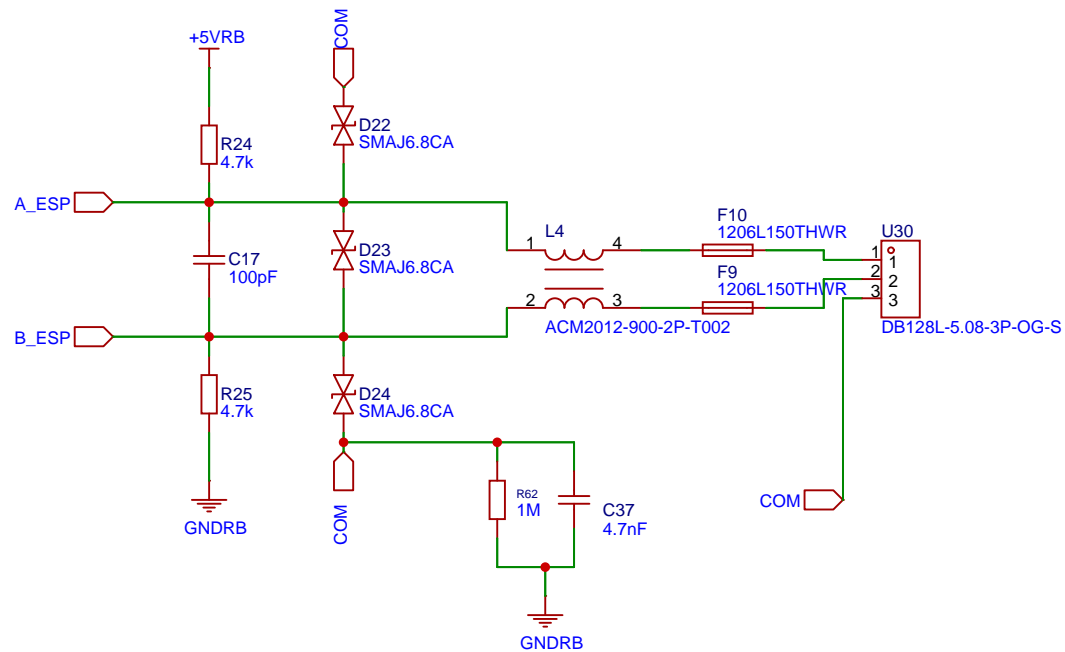 +5VRB
COM
R24
4.7k
D22
SMAJ6.8CA
A_ESP
C17
100pF
D23
SMAJ6.8CA
1
L4
4
F10
1206L150THWR
U30
1
1
2
2
3
3
F9
1206L150THWR
2
3
ACM2012-900-2P-T002
DB128L-5.08-3P-OG-S
B_ESP
R25
4.7k
D24
SMAJ6.8CA
GNDRB
COM
R62
1M
C37
4.7nF
COM
GNDRB